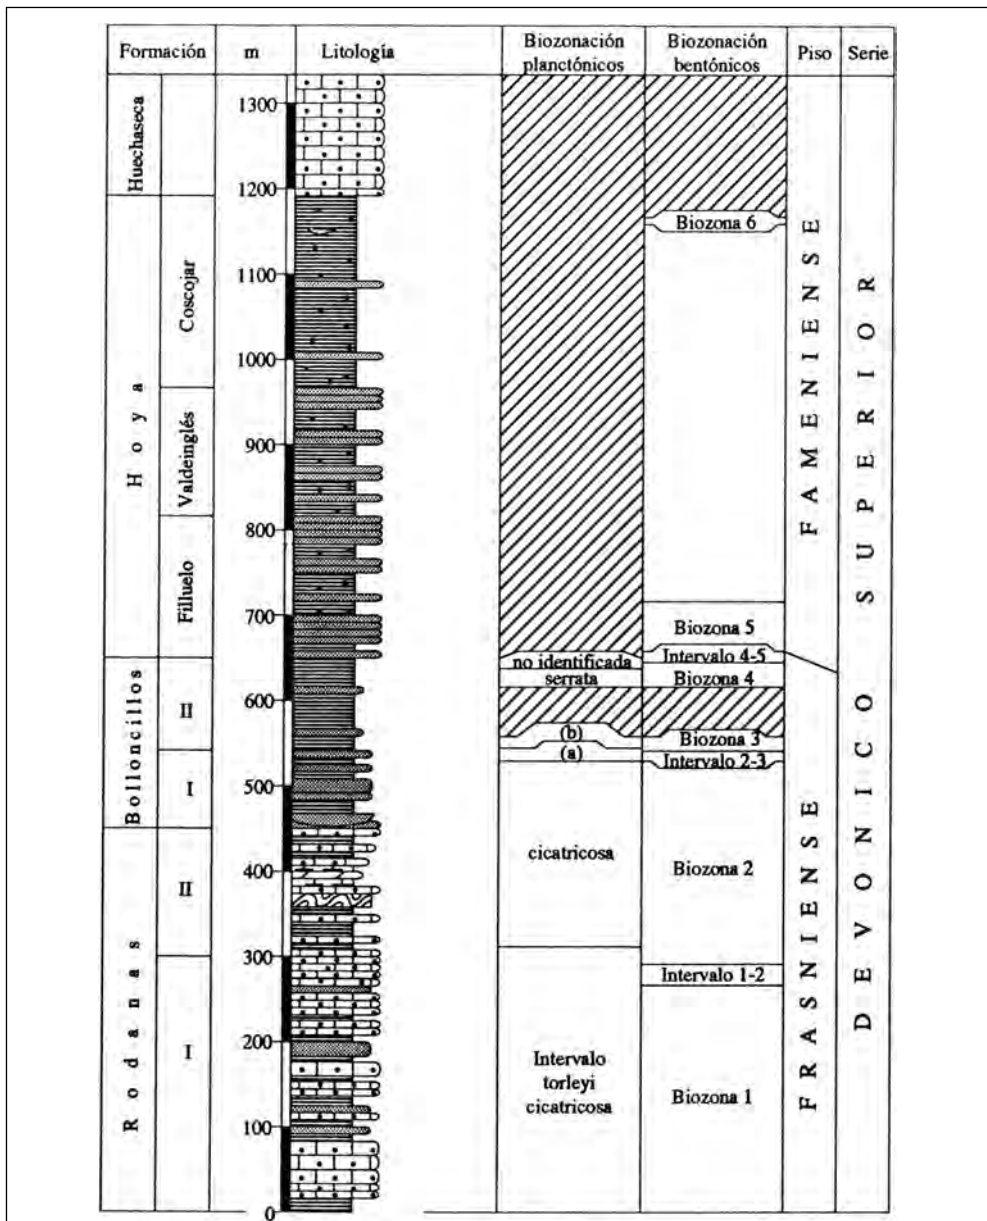 Formación m Litología Biozonación planctónicos Biozonación bentónicos Piso Serie
Huechaseca
Hoya
Coscojar
Valdeinglés
Filluelo
Bolloncillos
II
I
Rodanas
II
I
1300
1200
1100
1000
900
800
700
600
500
400
300
200
100
0
no identificada
serrata
(b)
(a)
cicatricosa
Intervalo
torleyi
cicatricosa
Biozona 6
Biozona 5
Intervalo 4-5
Biozona 4
Biozona 3
Intervalo 2-3
Biozona 2
Intervalo 1-2
Biozona 1
FAMENIENSE
FRASNIENSE
DEVONICO SUPERIOR